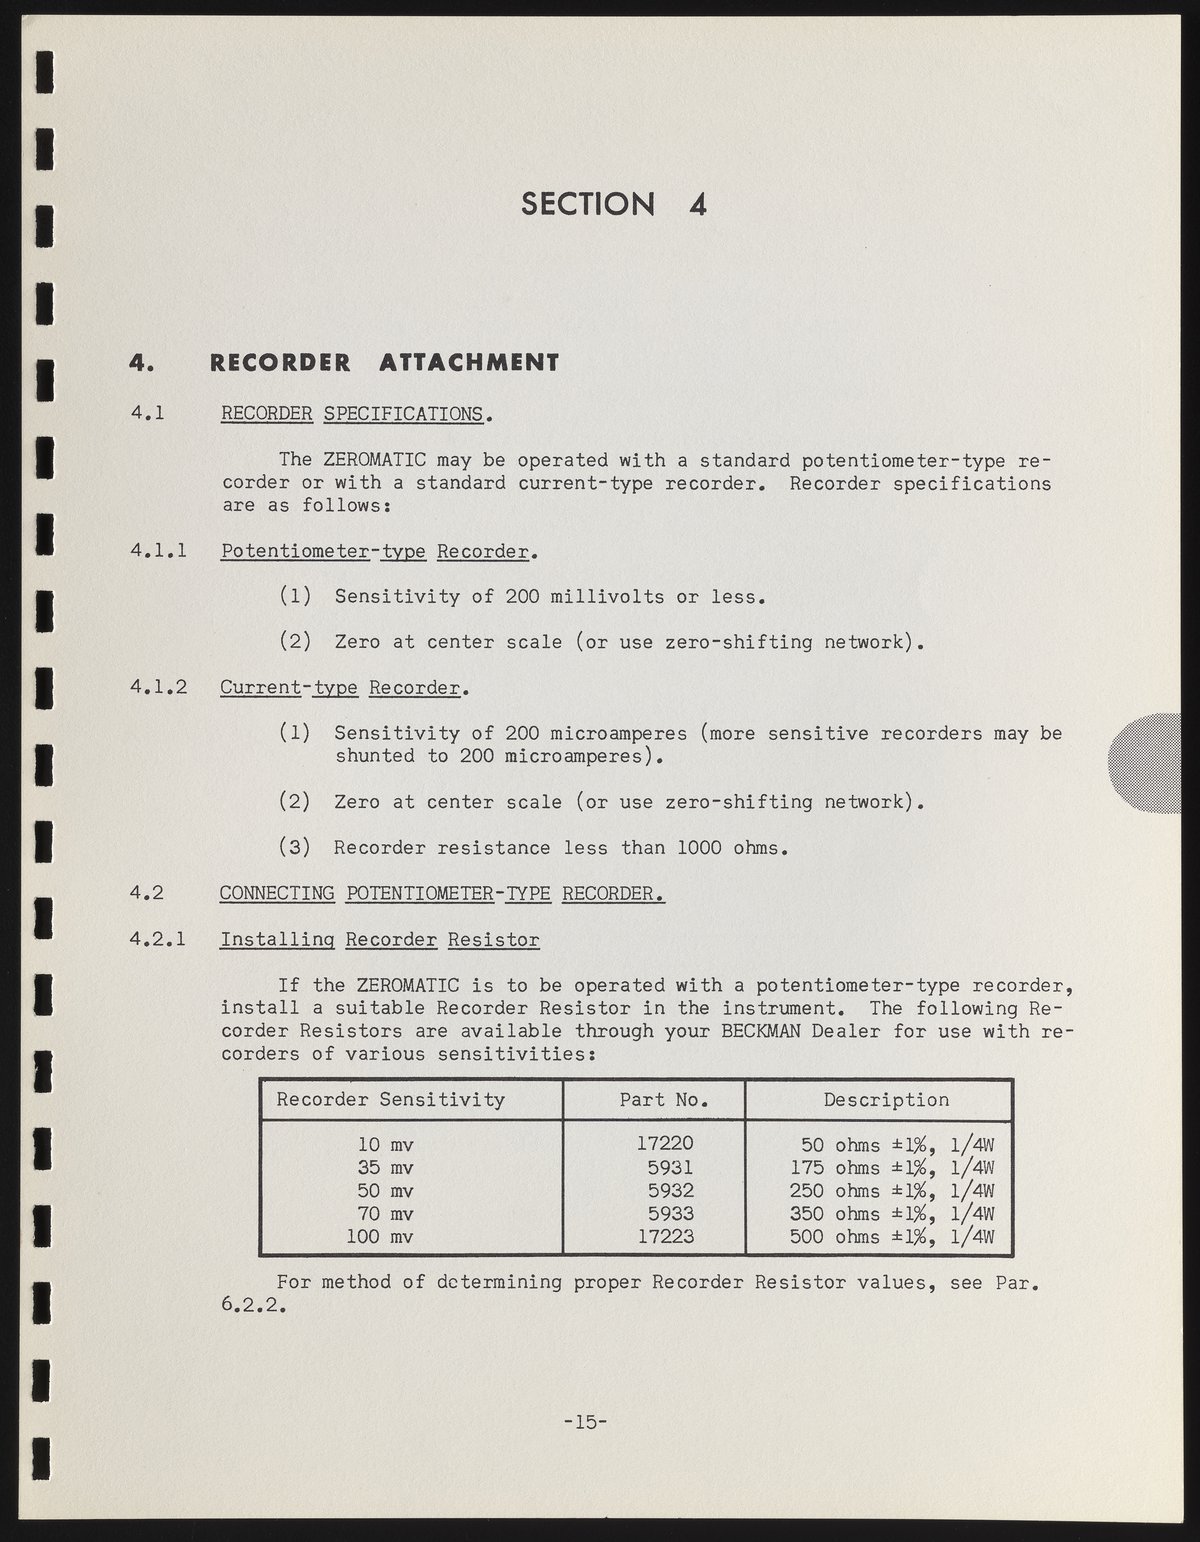 SECTION 4
4. RECORDER ATTACHMENT
4.1 RECORDER SPECIFICATIONS.
The ZEROMATIC may be operated with a standard potentiometer-type re-
corder or with a standard current-type recorder. Recorder specifications
are as follows:
4.1.1 Potentiometer-type Recorder.
(1) Sensitivity of 200 millivolts or less.
(2) Zero at center scale (or use zero-shifting network).
4.1.2 Current-type Recorder.
(1) Sensitivity of 200 microamperes (more sensitive recorders may be
shunted to 200 microamperes).
(2) Zero at center scale (or use zero-shifting network).
(3) Recorder resistance less than 1000 ohms.
4.2 CONNECTING POTENTIOMETER-TYPE RECORDER.
4.2.1 Installing Recorder Resistor
If the ZEROMATIC is to be operated with a potentiometer-type recorder,
install a suitable Recorder Resistor in the instrument. The following Re-
corder Resistors are available through your BECKMAN Dealer for use with re-
corders of various sensitivities:
Recorder Sensitivity Part No. Description
10 mv 17220 50 ohms ±1%, 1/4W
35 mv 5931 175 ohms ±1%, 1/4W
50 mv 5932 250 ohms ±1%, 1/4W
70 mv 5933 350 ohms ±1%, 1/4W
100 mv 17223 500 ohms ±1%, 1/4W
For method of determining proper Recorder Resistor values, see Par.
6.2.2.
-15-